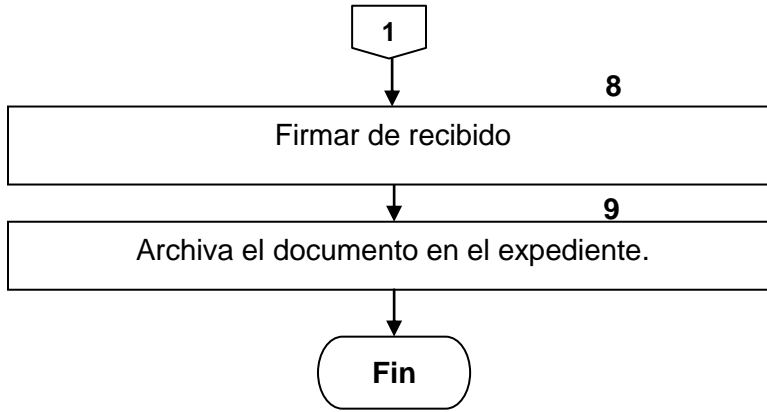 1
8
Firmar de recibido
9
Archiva el documento en el expediente.
Fin